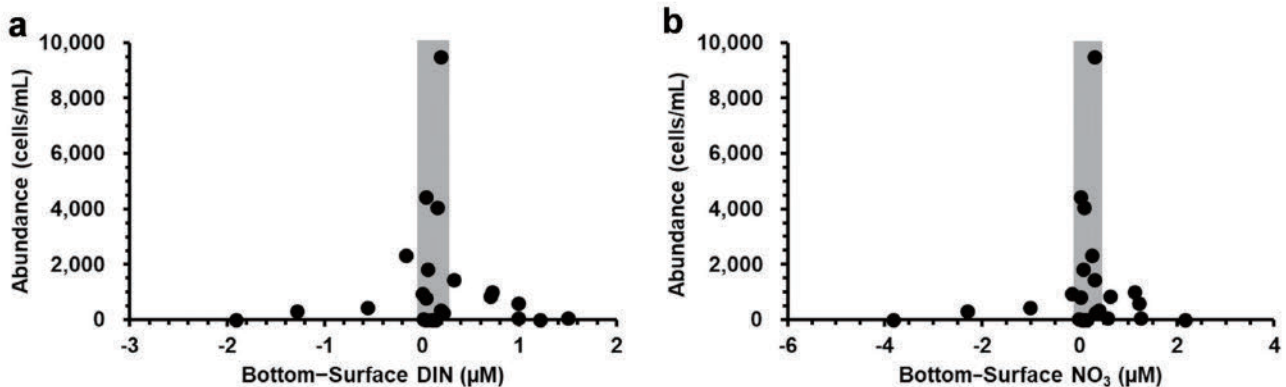 a
10,000
8,000
6,000
4,000
2,000
0
Abundance (cells/mL)
-3 -2 -1 0 1 2
Bottom−Surface DIN (µM)
b
10,000
8,000
6,000
4,000
2,000
0
Abundance (cells/mL)
-6 -4 -2 0 2 4
Bottom−Surface NO₃ (µM)